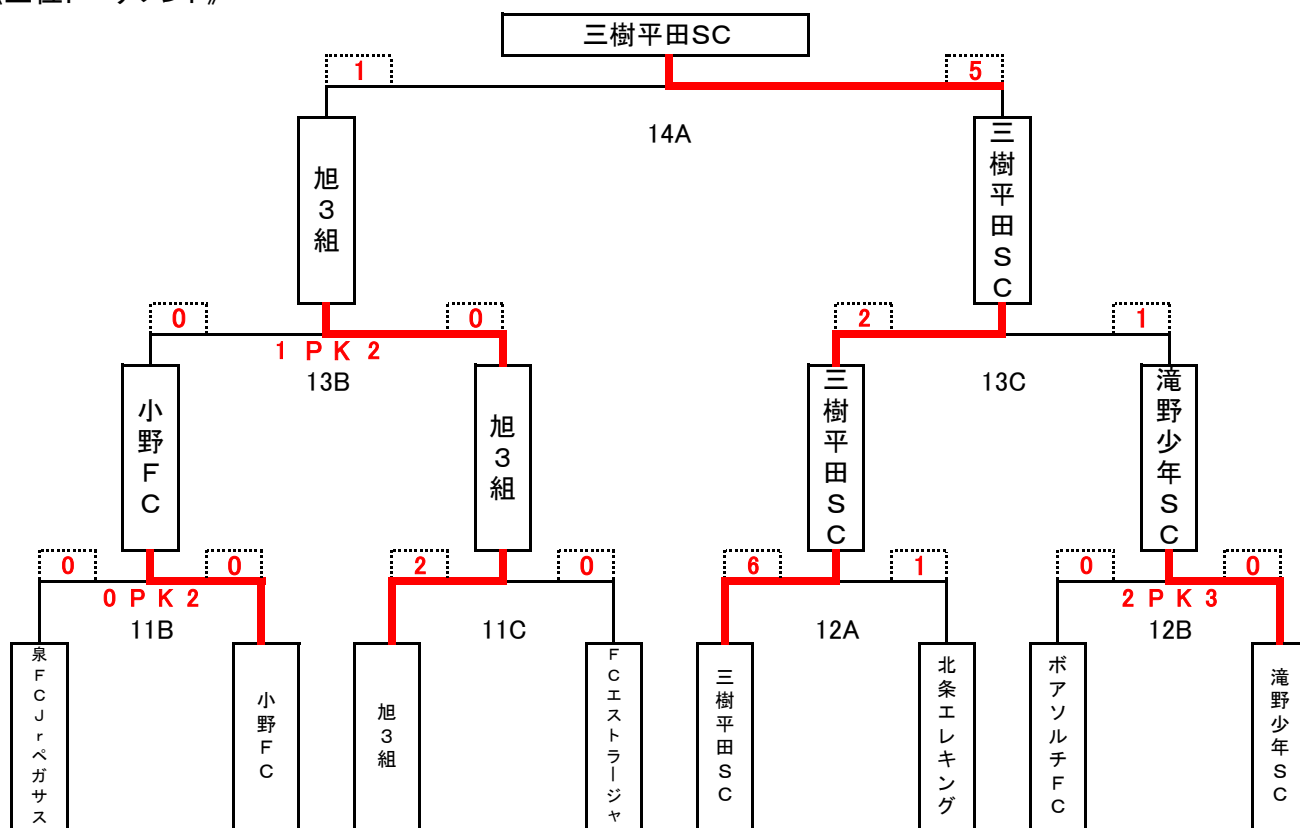 三樹平田SC
1
5
14A
旭3組
三樹平田SC
0
0
2
1
1 PK 2
13B
13C
小野FC
旭3組
三樹平田SC
滝野少年SC
0
0
2
0
6
1
0
0
0 PK 2
2 PK 3
11B
11C
12A
12B
泉FCJrペガサス
小野FC
旭3組
FCエストラージャ
三樹平田SC
北条エレキング
ボアソルチFC
滝野少年SC